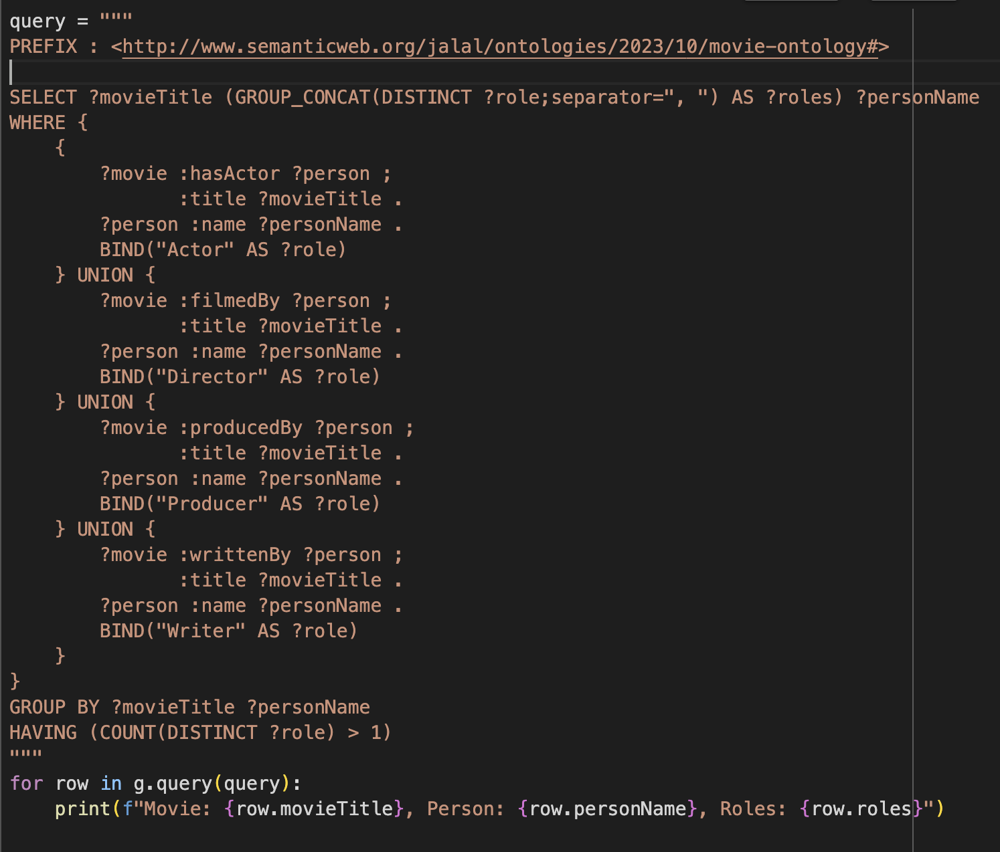 query = """
PREFIX : <http://www.semanticweb.org/jalal/ontologies/2023/10/movie-ontology#>
SELECT ?movieTitle (GROUP_CONCAT(DISTINCT ?role;separator=", ") AS ?roles) ?personName
WHERE {
    {
        ?movie :hasActor ?person ;
               :title ?movieTitle .
        ?person :name ?personName .
        BIND("Actor" AS ?role)
    } UNION {
        ?movie :filmedBy ?person ;
               :title ?movieTitle .
        ?person :name ?personName .
        BIND("Director" AS ?role)
    } UNION {
        ?movie :producedBy ?person ;
               :title ?movieTitle .
        ?person :name ?personName .
        BIND("Producer" AS ?role)
    } UNION {
        ?movie :writtenBy ?person ;
               :title ?movieTitle .
        ?person :name ?personName .
        BIND("Writer" AS ?role)
    }
}
GROUP BY ?movieTitle ?personName
HAVING (COUNT(DISTINCT ?role) > 1)
"""
for row in g.query(query):
    print(f"Movie: {row.movieTitle}, Person: {row.personName}, Roles: {row.roles}")